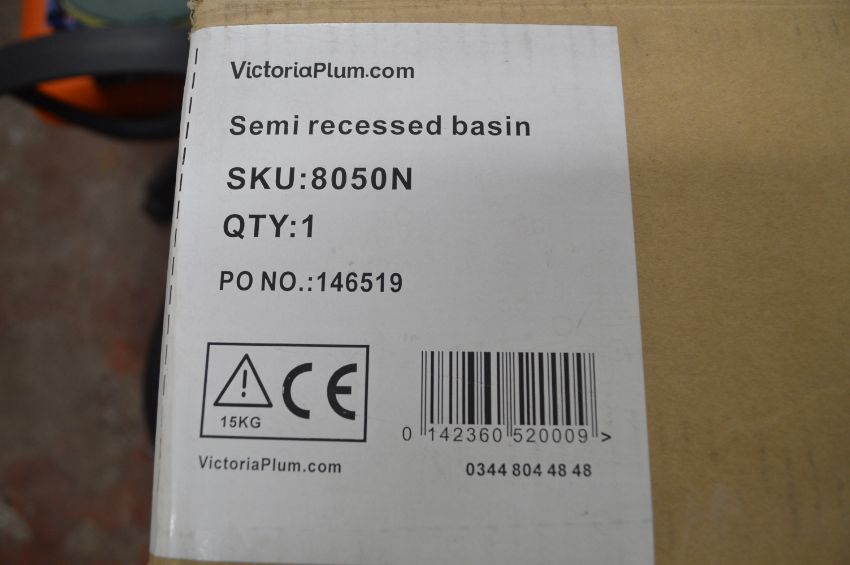 VictoriaPlum.com
Semi recessed basin
SKU:8050N
QTY:1
PO NO.:146519
15KG
CE
0 142360 520009 >
VictoriaPlum.com
0344 804 48 48